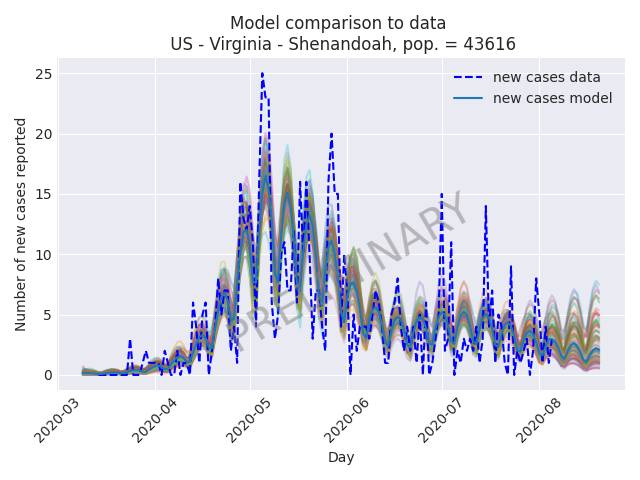 Model comparison to data
US - Virginia - Shenandoah, pop. = 43616
new cases data
new cases model
Number of new cases reported
25
20
15
10
5
0
PRELIMINARY
2020-03
2020-04
2020-05
2020-06
2020-07
2020-08
Day